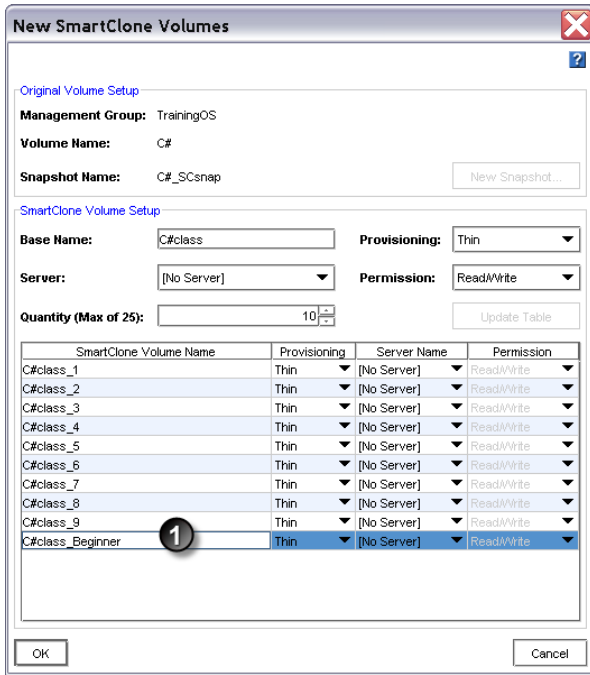 New SmartClone Volumes
?
Original Volume Setup
Management Group: TrainingOS
Volume Name: C#
Snapshot Name: C#_SCsnap New Snapshot...
SmartClone Volume Setup
Base Name: C#class Provisioning: Thin
Server: [No Server] Permission: Read/Write
Quantity (Max of 25): 10 Update Table
SmartClone Volume Name Provisioning Server Name Permission
C#class_1 Thin [No Server] Read/Write
C#class_2 Thin [No Server] Read/Write
C#class_3 Thin [No Server] Read/Write
C#class_4 Thin [No Server] Read/Write
C#class_5 Thin [No Server] Read/Write
C#class_6 Thin [No Server] Read/Write
C#class_7 Thin [No Server] Read/Write
C#class_8 Thin [No Server] Read/Write
C#class_9 Thin [No Server] Read/Write
C#class_Beginner 1 Thin [No Server] Read/Write
OK Cancel